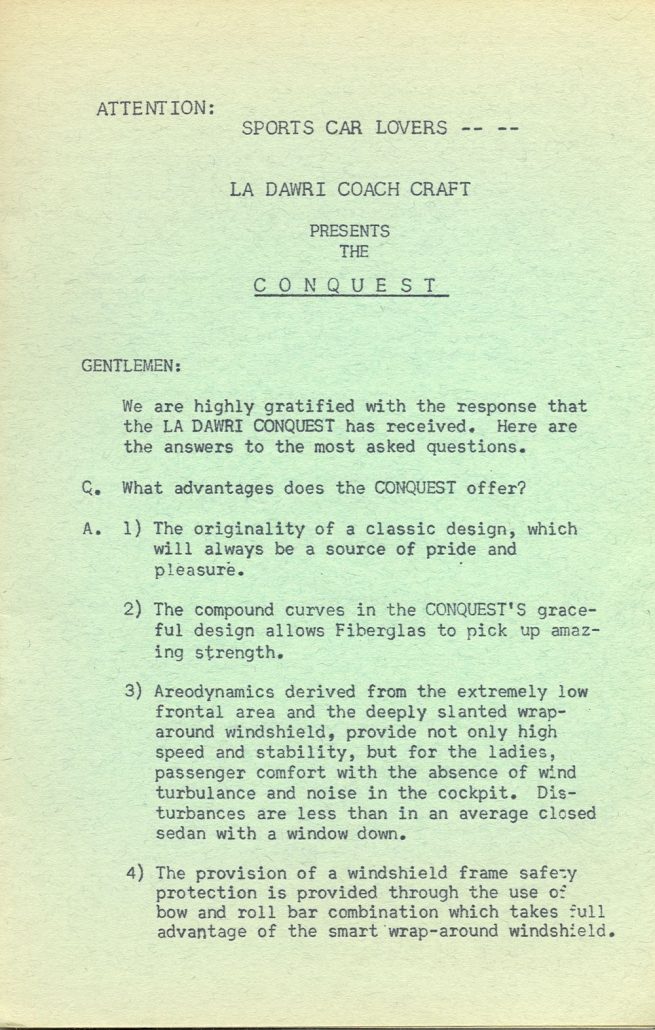 ATTENTION:
SPORTS CAR LOVERS -- --
LA DAWRI COACH CRAFT
PRESENTS
THE
C O N Q U E S T
GENTLEMEN:
We are highly gratified with the response that
the LA DAWRI CONQUEST has received. Here are
the answers to the most asked questions.
Q. What advantages does the CONQUEST offer?
A. 1) The originality of a classic design, which
will always be a source of pride and
pleasure.
2) The compound curves in the CONQUEST'S grace-
ful design allows Fiberglas to pick up amaz-
ing strength.
3) Areodynamics derived from the extremely low
frontal area and the deeply slanted wrap-
around windshield, provide not only high
speed and stability, but for the ladies,
passenger comfort with the absence of wind
turbulance and noise in the cockpit. Dis-
turbances are less than in an average closed
sedan with a window down.
4) The provision of a windshield frame safety
protection is provided through the use of
bow and roll bar combination which takes full
advantage of the smart wrap-around windshield.